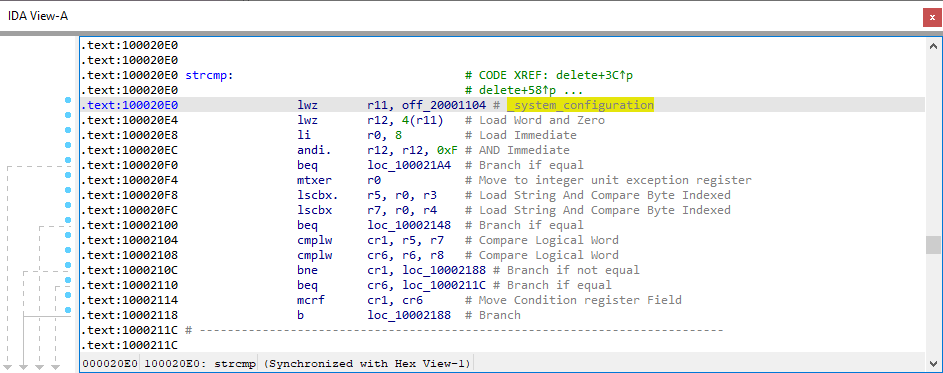 IDA View-A
x
.text:100020E0
.text:100020E0
.text:100020E0 strcmp: # CODE XREF: delete+3C↑p
.text:100020E0 # delete+58↑p ...
.text:100020E0 lwz r11, off_20001104 # _system_configuration
.text:100020E4 lwz r12, 4(r11) # Load Word and Zero
.text:100020E8 li r0, 8 # Load Immediate
.text:100020EC andi. r12, r12, 0xF # AND Immediate
.text:100020F0 beq loc_100021A4 # Branch if equal
.text:100020F4 mtxer r0 # Move to integer unit exception register
.text:100020F8 lscbx. r5, r0, r3 # Load String And Compare Byte Indexed
.text:100020FC lscbx r7, r0, r4 # Load String And Compare Byte Indexed
.text:10002100 beq loc_10002148 # Branch if equal
.text:10002104 cmplw cr1, r5, r7 # Compare Logical Word
.text:10002108 cmplw cr6, r6, r8 # Compare Logical Word
.text:1000210C bne cr1, loc_10002188 # Branch if not equal
.text:10002110 beq cr6, loc_1000211C # Branch if equal
.text:10002114 mcrf cr1, cr6 # Move Condition register Field
.text:10002118 b loc_10002188 # Branch
.text:1000211C # ---------------------------------------------------------------------------
.text:1000211C
000020E0 100020E0: strcmp (Synchronized with Hex View-1)